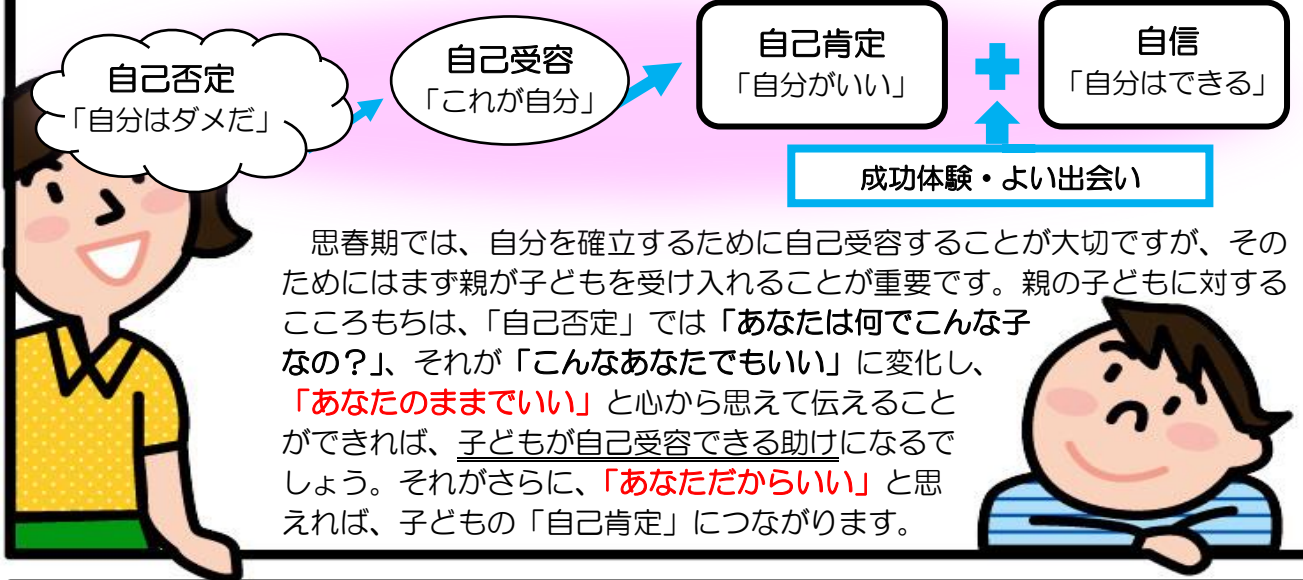 自己否定
「自分はダメだ」
自己受容
「これが自分」
自己肯定
「自分がいい」
自信
「自分はできる」
成功体験・よい出会い
思春期では、自分を確立するために自己受容することが大切ですが、その
ためにはまず親が子どもを受け入れることが重要です。親の子どもに対する
こころもちは、「自己否定」では「あなたは何でこんな子
なの?」、それが「こんなあなたでもいい」に変化し、
「あなたのままでいい」と心から思えて伝えること
ができれば、子どもが自己受容できる助けになるで
しょう。それがさらに、「あなただからいい」と思
えれば、子どもの「自己肯定」につながります。